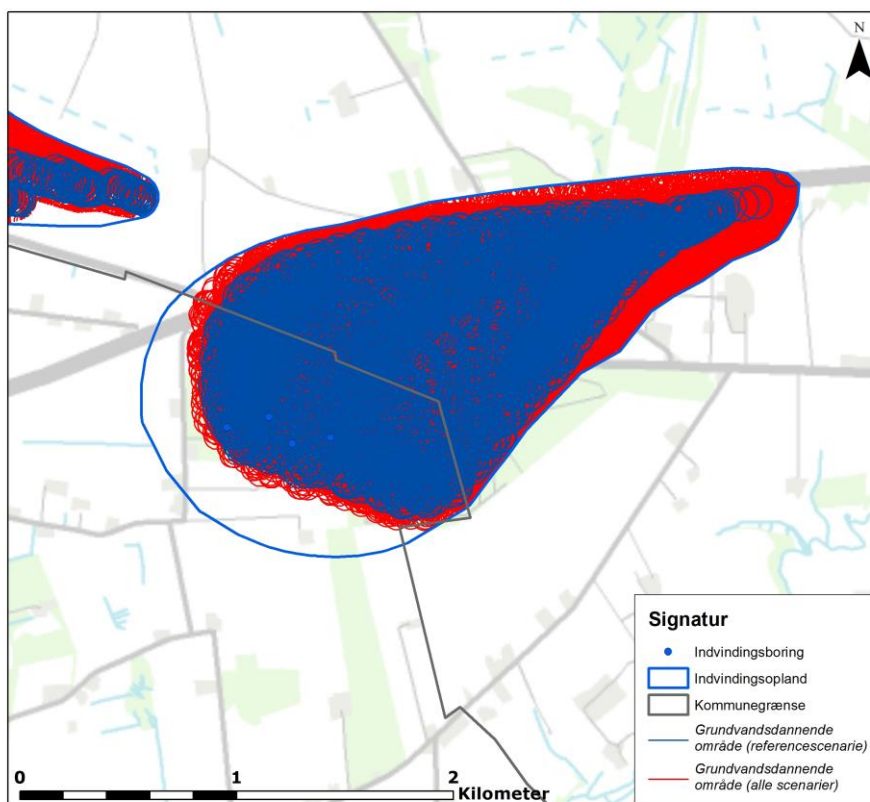 N
Signatur
Indvindingsboring
Indvindingsopland
Kommunegrænse
Grundvandsdannende
område (referencescenarie)
Grundvandsdannende
område (alle scenarier)
0 1 2
Kilometer